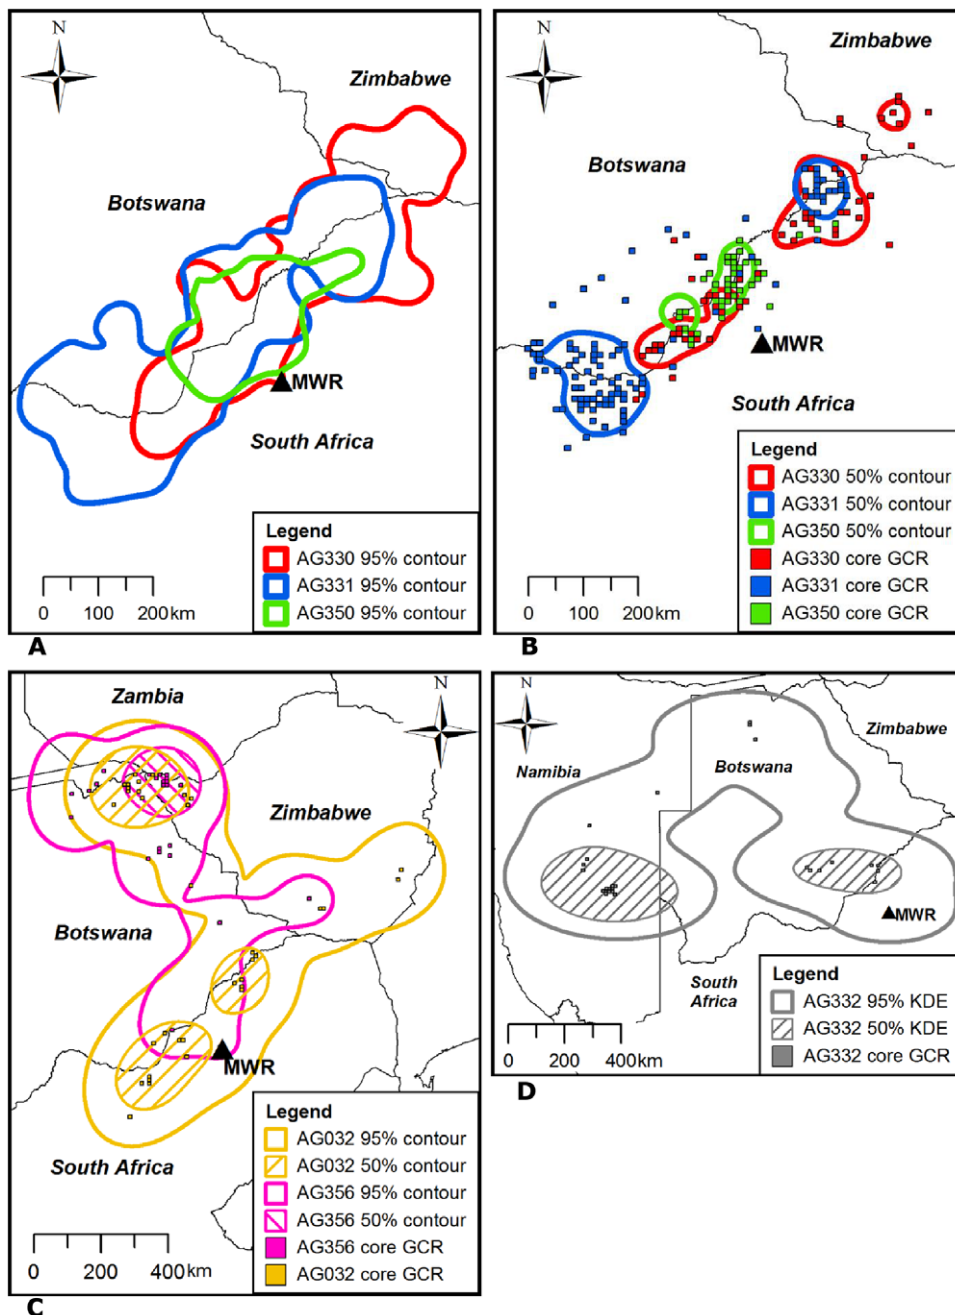 N
Zimbabwe
Botswana
MWR
South Africa
Legend
AG330 95% contour
AG331 95% contour
AG350 95% contour
0 100 200km
A
N
Zimbabwe
Botswana
MWR
South Africa
Legend
AG330 50% contour
AG331 50% contour
AG350 50% contour
AG330 core GCR
AG331 core GCR
AG350 core GCR
0 100 200km
B
Zambia
N
Zimbabwe
Botswana
MWR
South Africa
Legend
AG032 95% contour
AG032 50% contour
AG356 95% contour
AG356 50% contour
AG356 core GCR
AG032 core GCR
0 200 400km
C
N
Zimbabwe
Namibia
Botswana
MWR
South
Africa
Legend
AG332 95% KDE
AG332 50% KDE
AG332 core GCR
0 200 400km
D